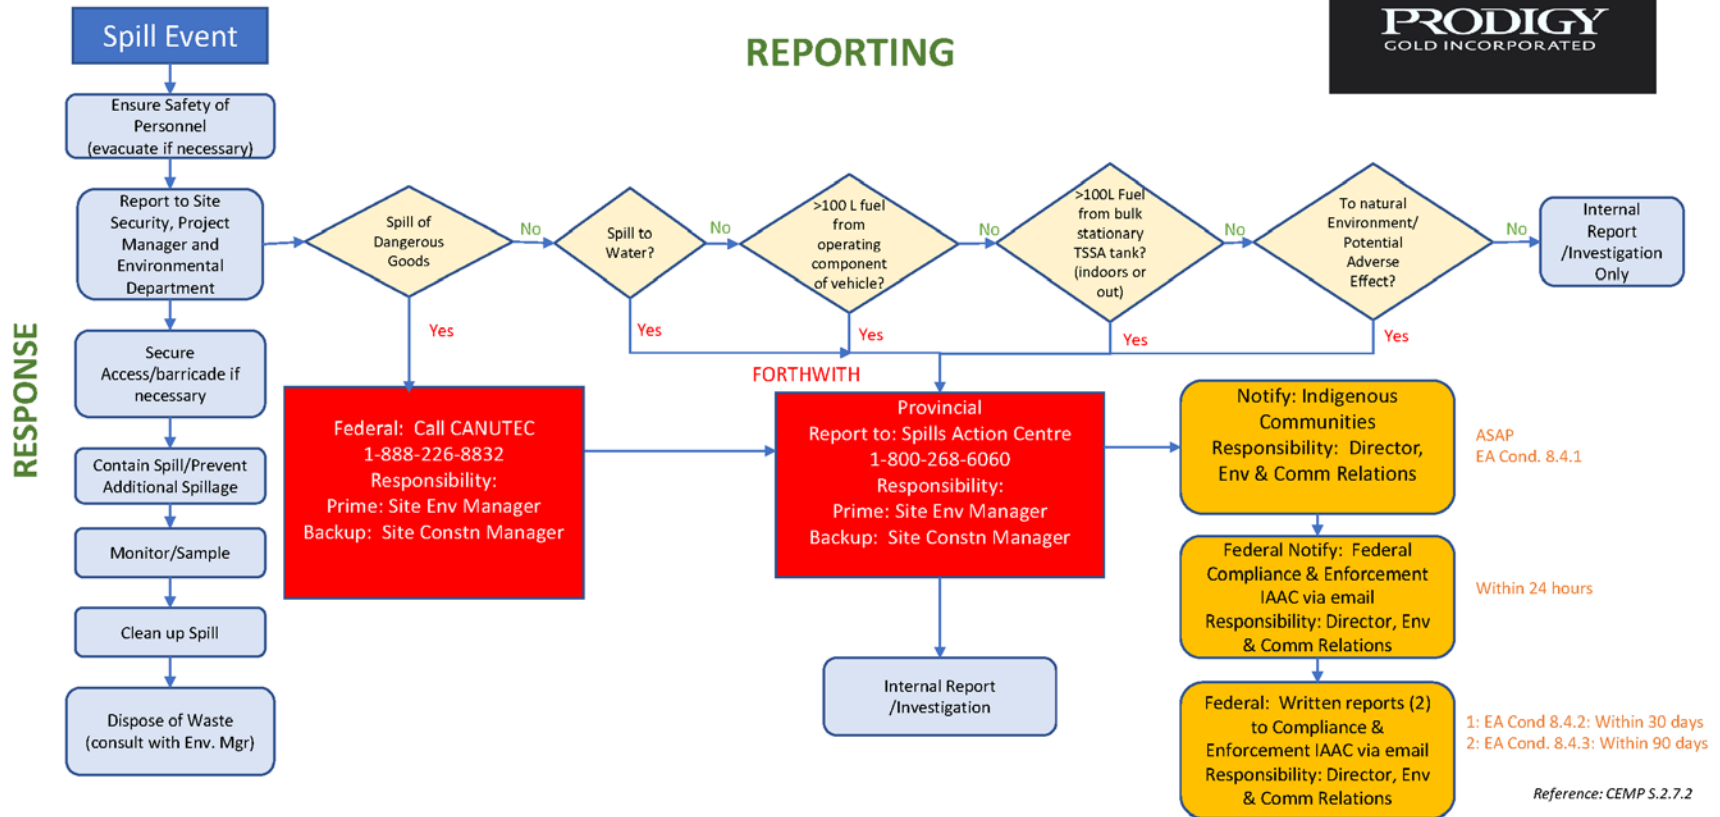 PRODIGY
GOLD INCORPORATED
REPORTING
RESPONSE
Spill Event
Ensure Safety of
Personnel
(evacuate if necessary)
Report to Site
Security, Project
Manager and
Environmental
Department
Secure
Access/barricade if
necessary
Contain Spill/Prevent
Additional Spillage
Monitor/Sample
Clean up Spill
Dispose of Waste
(consult with Env. Mgr)
Spill of
Dangerous
Goods
No
Yes
Spill to
Water?
No
Yes
>100 L fuel
from
operating
component
of vehicle?
No
Yes
>100L Fuel
from bulk
stationary
TSSA tank?
(indoors or
out)
No
Yes
To natural
Environment/
Potential
Adverse
Effect?
No
Yes
Internal
Report
/Investigation
Only
FORTHWITH
Federal: Call CANUTEC
1-888-226-8832
Responsibility:
Prime: Site Env Manager
Backup: Site Constn Manager
Provincial
Report to: Spills Action Centre
1-800-268-6060
Responsibility:
Prime: Site Env Manager
Backup: Site Constn Manager
Internal Report
/Investigation
Notify: Indigenous
Communities
Responsibility: Director,
Env & Comm Relations
ASAP
EA Cond. 8.4.1
Federal Notify: Federal
Compliance & Enforcement
IAAC via email
Responsibility: Director, Env
& Comm Relations
Within 24 hours
Federal: Written reports (2)
to Compliance &
Enforcement IAAC via email
Responsibility: Director, Env
& Comm Relations
1: EA Cond 8.4.2: Within 30 days
2: EA Cond. 8.4.3: Within 90 days
Reference: CEMP S.2.7.2